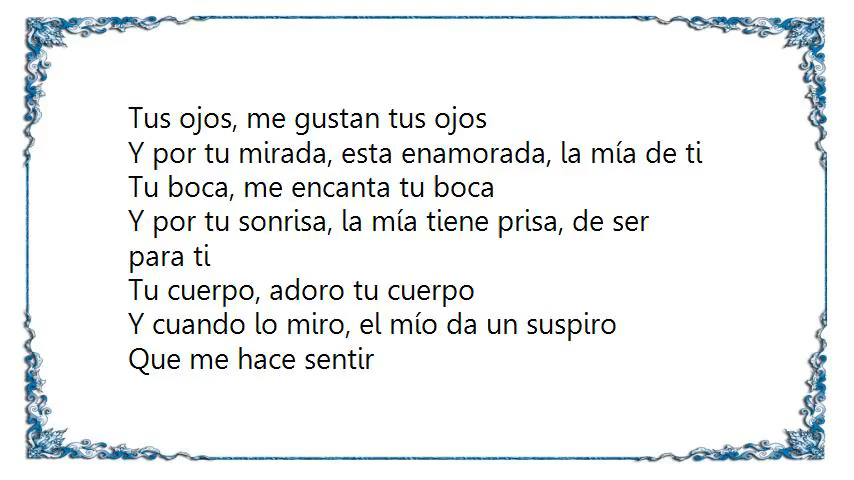 Tus ojos, me gustan tus ojos
Y por tu mirada, esta enamorada, la mía de ti
Tu boca, me encanta tu boca
Y por tu sonrisa, la mía tiene prisa, de ser
para ti
Tu cuerpo, adoro tu cuerpo
Y cuando lo miro, el mío da un suspiro
Que me hace sentir